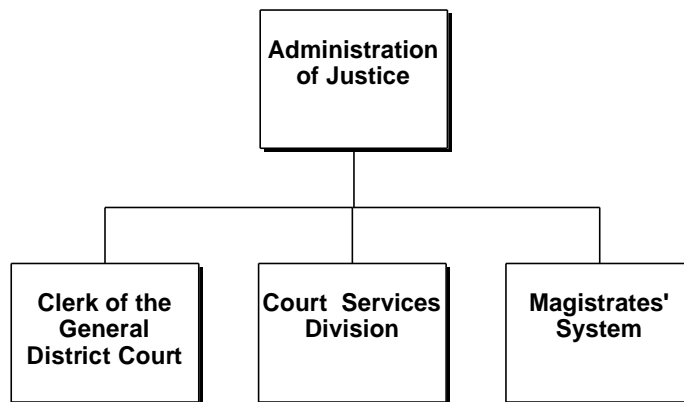 Administration
of Justice
Clerk of the
General
District Court
Court Services
Division
Magistrates'
System